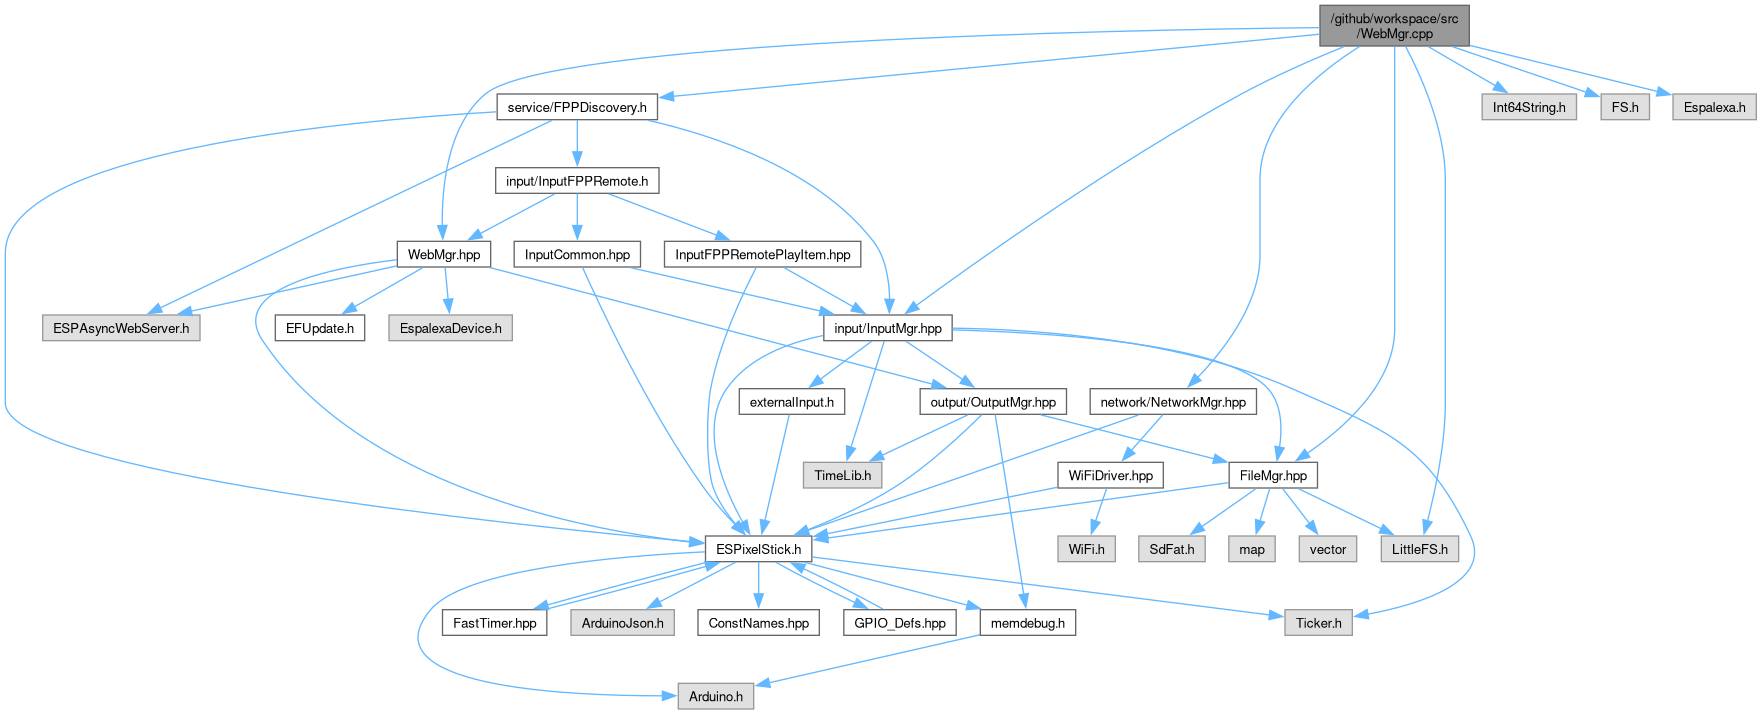 /github/workspace/src
/WebMgr.cpp
service/FPPDiscovery.h
Int64String.h
FS.h
Espalexa.h
input/InputFPPRemote.h
WebMgr.hpp
InputCommon.hpp
InputFPPRemotePlayItem.hpp
ESPAsyncWebServer.h
EFUpdate.h
EspalexaDevice.h
input/InputMgr.hpp
externalInput.h
output/OutputMgr.hpp
network/NetworkMgr.hpp
TimeLib.h
WiFiDriver.hpp
FileMgr.hpp
ESPixelStick.h
WiFi.h
SdFat.h
map
vector
LittleFS.h
FastTimer.hpp
ArduinoJson.h
ConstNames.hpp
GPIO_Defs.hpp
memdebug.h
Ticker.h
Arduino.h